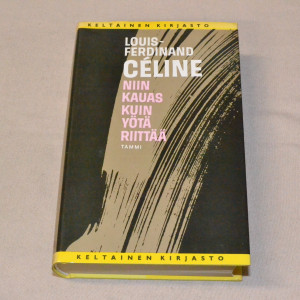 KELTAINEN KIRJASTO
LOUIS-
FERDINAND
CÉLINE
NIIN
KAUAS
KUIN
YÖTÄ
RIITTÄÄ
TAMMI
KELTAINEN KIRJASTO